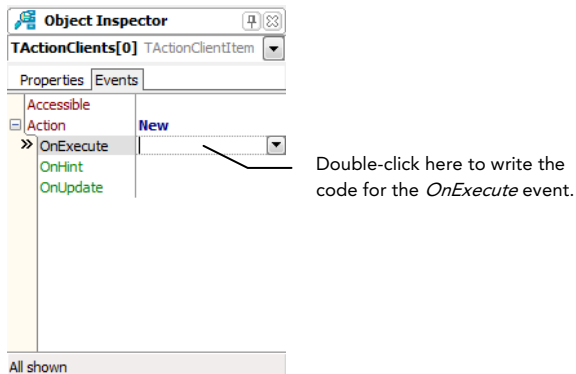 Object Inspector
TActionClients[0] TActionClientItem
Properties Events
Accessible
Action New
OnExecute
OnHint
OnUpdate
Double-click here to write the
code for the OnExecute event.
All shown